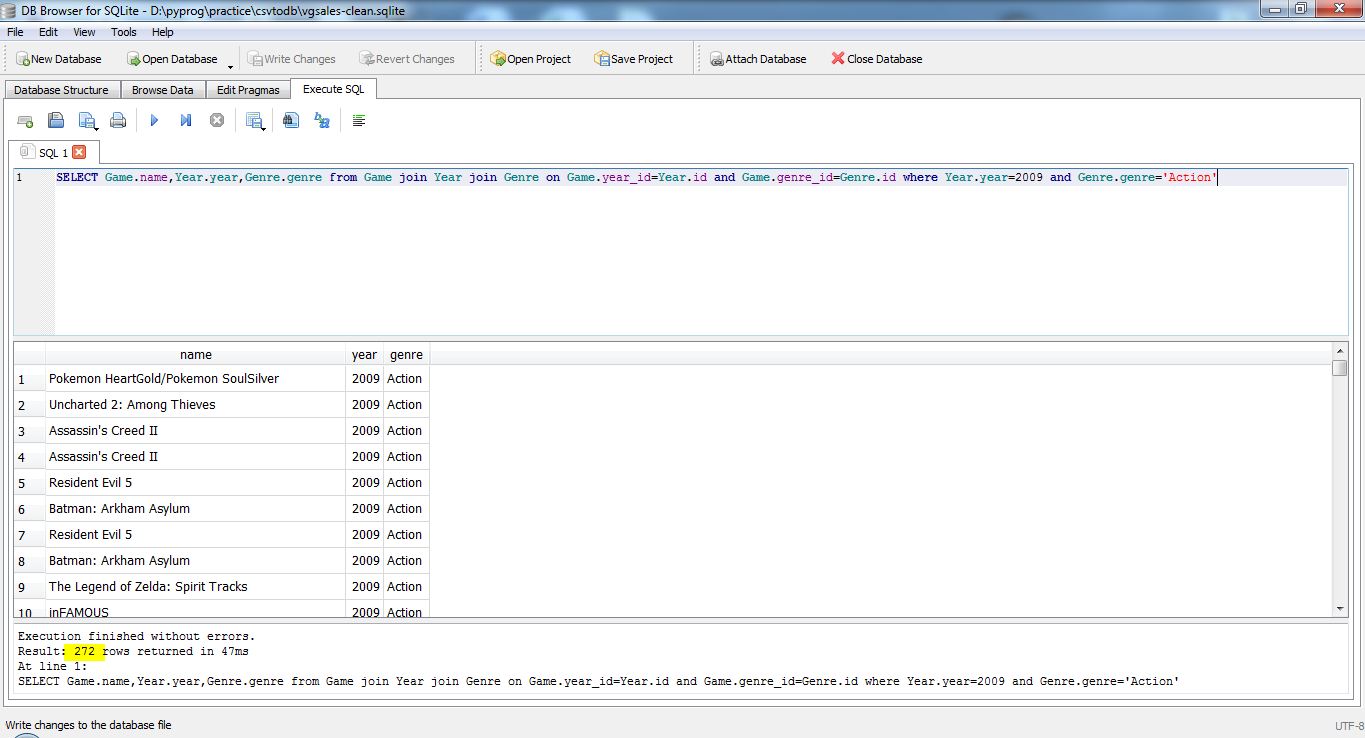 DB Browser for SQLite - D:\pyprog\practice\csvtodb\vgsales-clean.sqlite
File Edit View Tools Help
New Database Open Database Write Changes Revert Changes Open Project Save Project Attach Database Close Database
Database Structure Browse Data Edit Pragmas Execute SQL
SQL 1
1 SELECT Game.name,Year.year,Genre.genre from Game join Year join Genre on Game.year_id=Year.id and Game.genre_id=Genre.id where Year.year=2009 and Genre.genre='Action'
name year genre
1 Pokemon HeartGold/Pokemon SoulSilver 2009 Action
2 Uncharted 2: Among Thieves 2009 Action
3 Assassin's Creed II 2009 Action
4 Assassin's Creed II 2009 Action
5 Resident Evil 5 2009 Action
6 Batman: Arkham Asylum 2009 Action
7 Resident Evil 5 2009 Action
8 Batman: Arkham Asylum 2009 Action
9 The Legend of Zelda: Spirit Tracks 2009 Action
10 inFAMOUS 2009 Action
Execution finished without errors.
Result: 272 rows returned in 47ms
At line 1:
SELECT Game.name,Year.year,Genre.genre from Game join Year join Genre on Game.year_id=Year.id and Game.genre_id=Genre.id where Year.year=2009 and Genre.genre='Action'
Write changes to the database file UTF-8